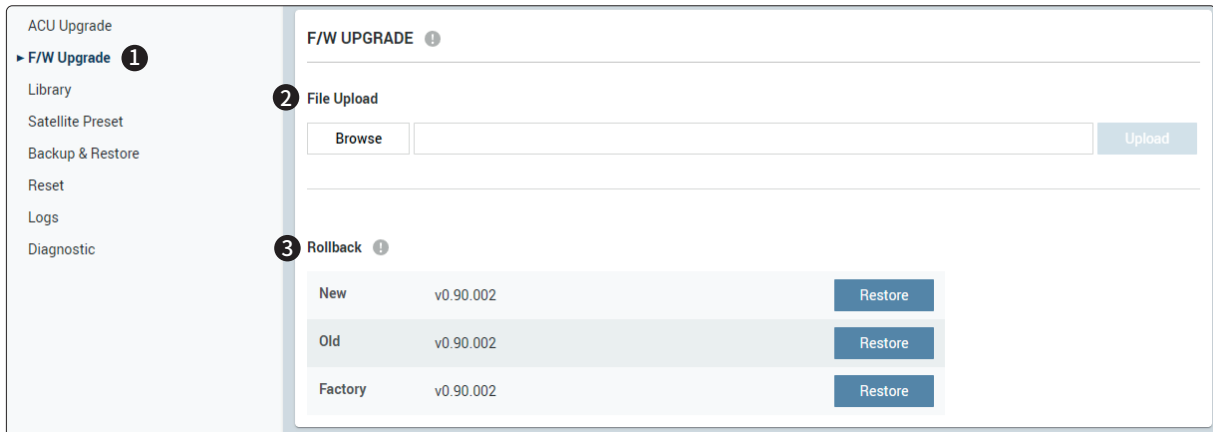 ACU Upgrade
► F/W Upgrade 1
Library
Satellite Preset
Backup & Restore
Reset
Logs
Diagnostic
F/W UPGRADE !
2 File Upload
Browse Upload
3 Rollback !
New v0.90.002 Restore
Old v0.90.002 Restore
Factory v0.90.002 Restore